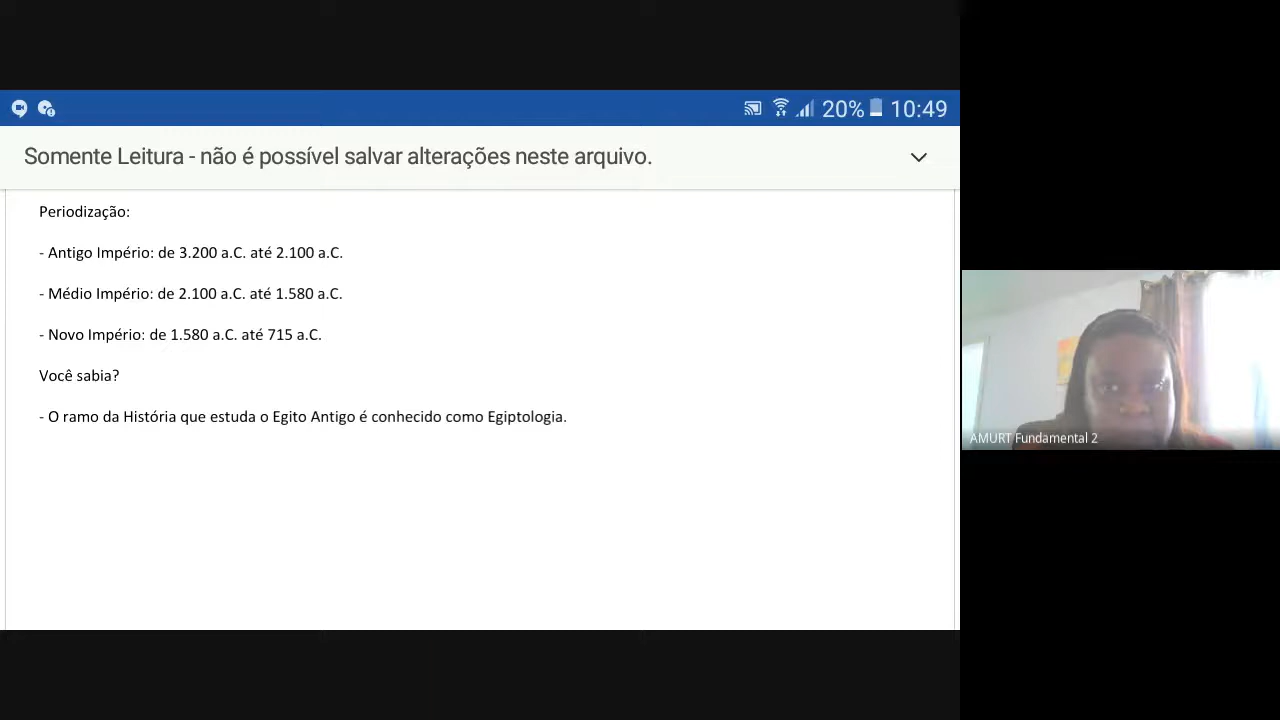 20% 10:49
Somente Leitura - não é possível salvar alterações neste arquivo.
Periodização:
- Antigo Império: de 3.200 a.C. até 2.100 a.C.
- Médio Império: de 2.100 a.C. até 1.580 a.C.
- Novo Império: de 1.580 a.C. até 715 a.C.
Você sabia?
- O ramo da História que estuda o Egito Antigo é conhecido como Egiptologia.
AMURT Fundamental 2